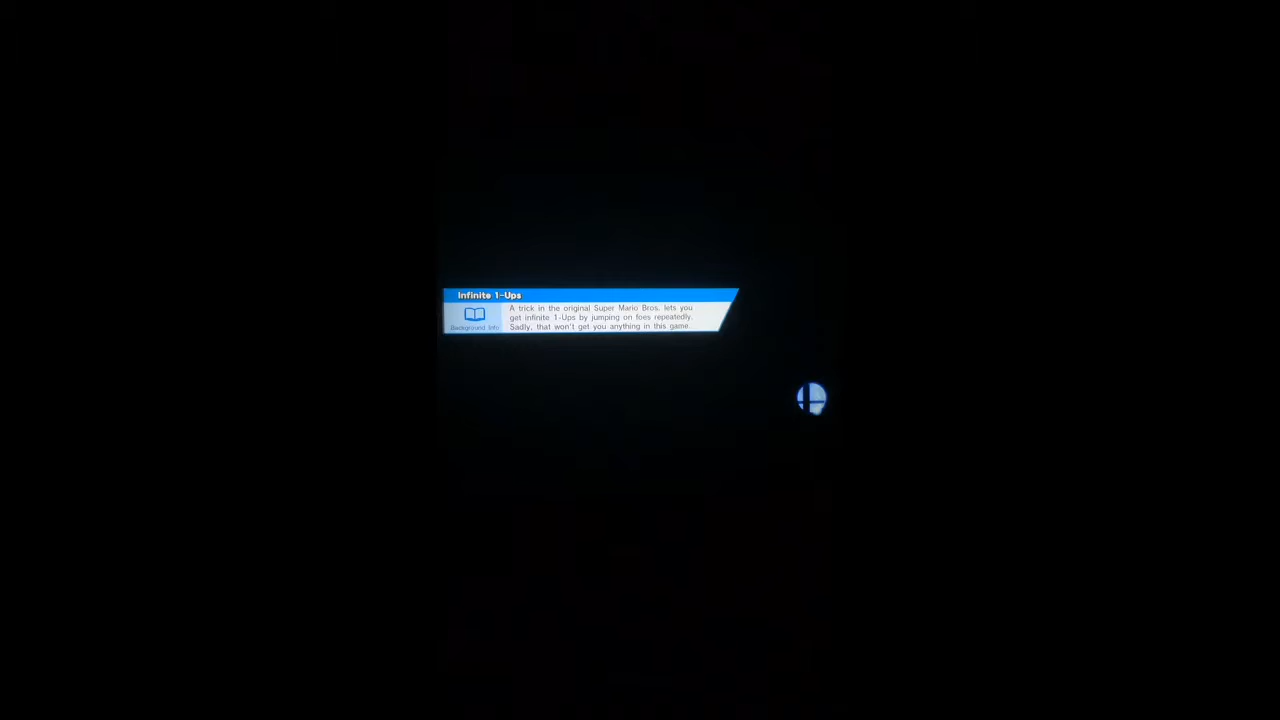 Infinite 1-Ups
A trick in the original Super Mario Bros. lets you
get infinite 1-Ups by jumping on foes repeatedly.
Sadly, that won't get you anything in this game.
Background Info